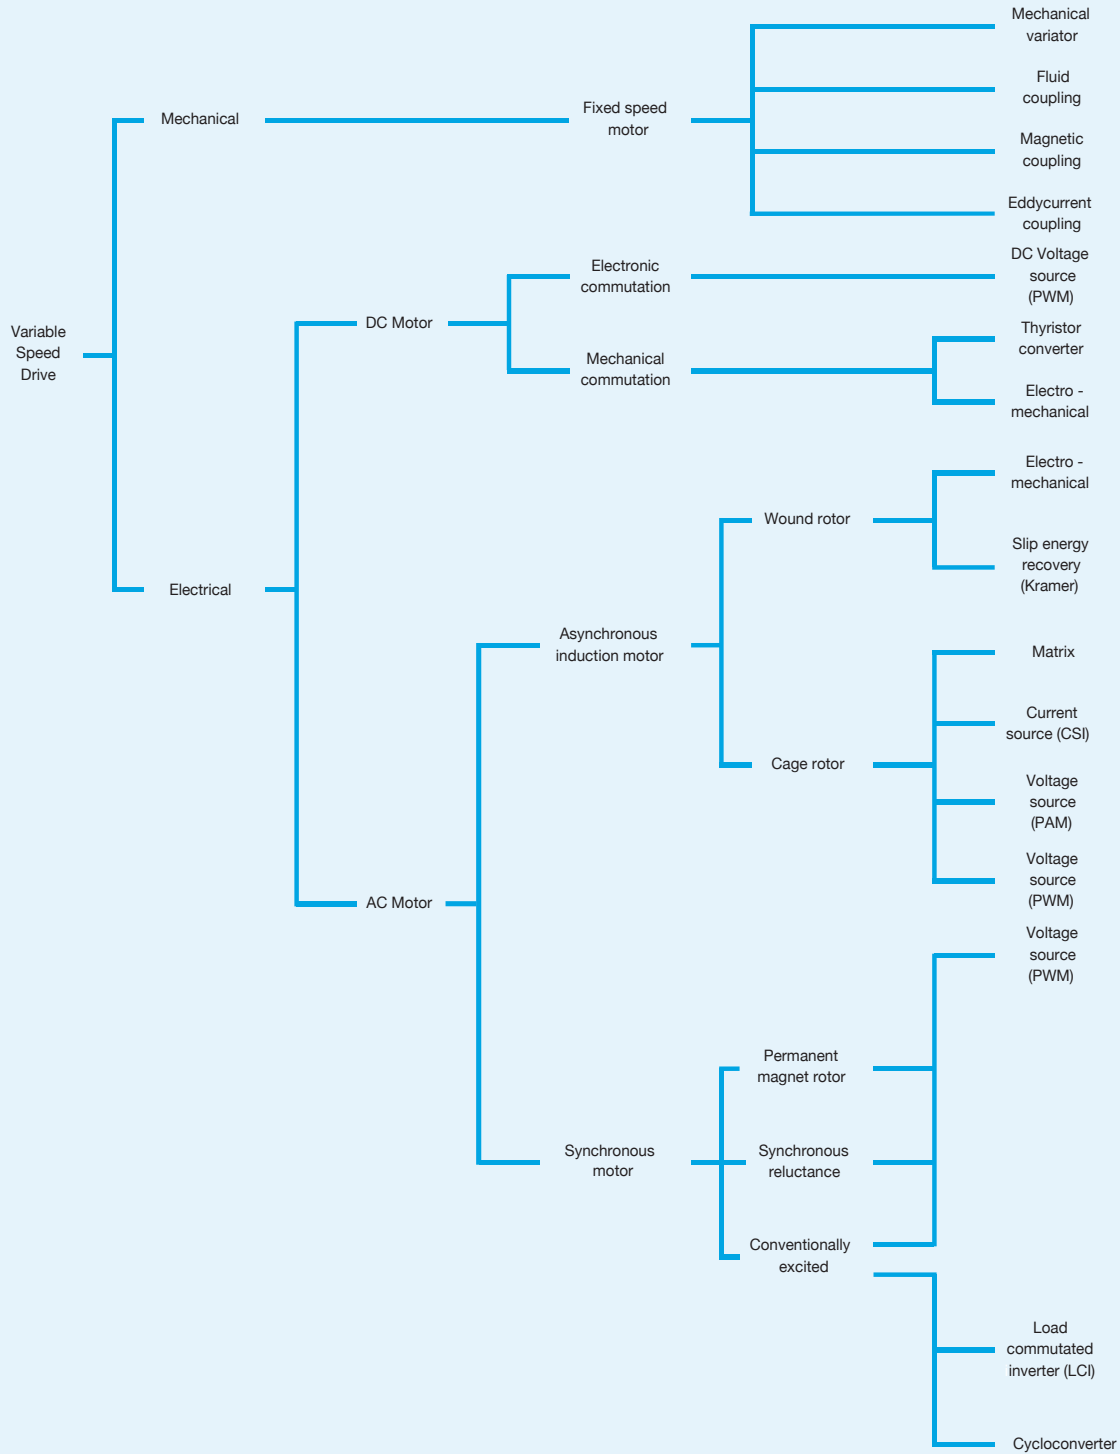 Mechanical
variator
Fluid
coupling
Mechanical
Fixed speed
motor
Magnetic
coupling
Eddycurrent
coupling
Electronic
commutation
DC Voltage
source
(PWM)
DC Motor
Variable
Speed
Drive
Thyristor
converter
Mechanical
commutation
Electro -
mechanical
Electro -
mechanical
Wound rotor
Slip energy
recovery
(Kramer)
Electrical
Asynchronous
induction motor
Matrix
Current
source (CSI)
Cage rotor
Voltage
source
(PAM)
Voltage
source
(PWM)
AC Motor
Voltage
source
(PWM)
Permanent
magnet rotor
Synchronous
motor
Synchronous
reluctance
Conventionally
excited
Load
commutated
inverter (LCI)
Cycloconverter